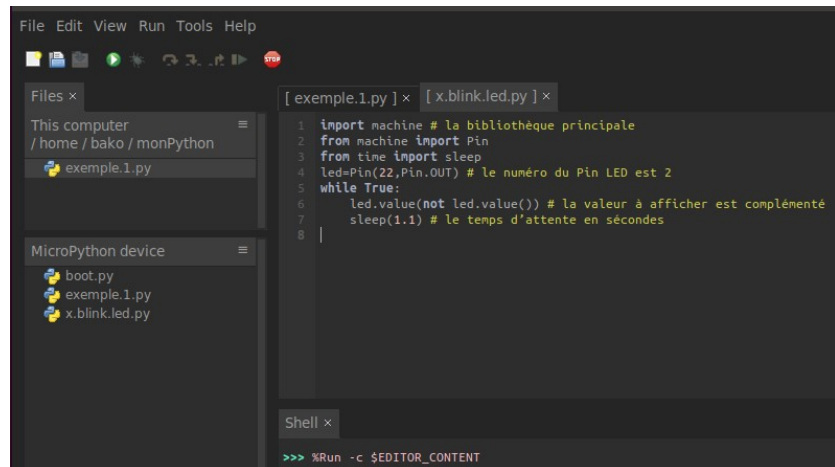 File Edit View Run Tools Help
STOP
Files ×
This computer
/ home / bako / monPython
exemple.1.py
MicroPython device
boot.py
exemple.1.py
x.blink.led.py
[ exemple.1.py ] × [ x.blink.led.py ] ×
1 import machine # la bibliothèque principale
2 from machine import Pin
3 from time import sleep
4 led=Pin(22,Pin.OUT) # le numéro du Pin LED est 2
5 while True:
6 led.value(not led.value()) # la valeur à afficher est complémenté
7 sleep(1.1) # le temps d’attente en sécondes
8
Shell ×
>>> %Run -c $EDITOR_CONTENT